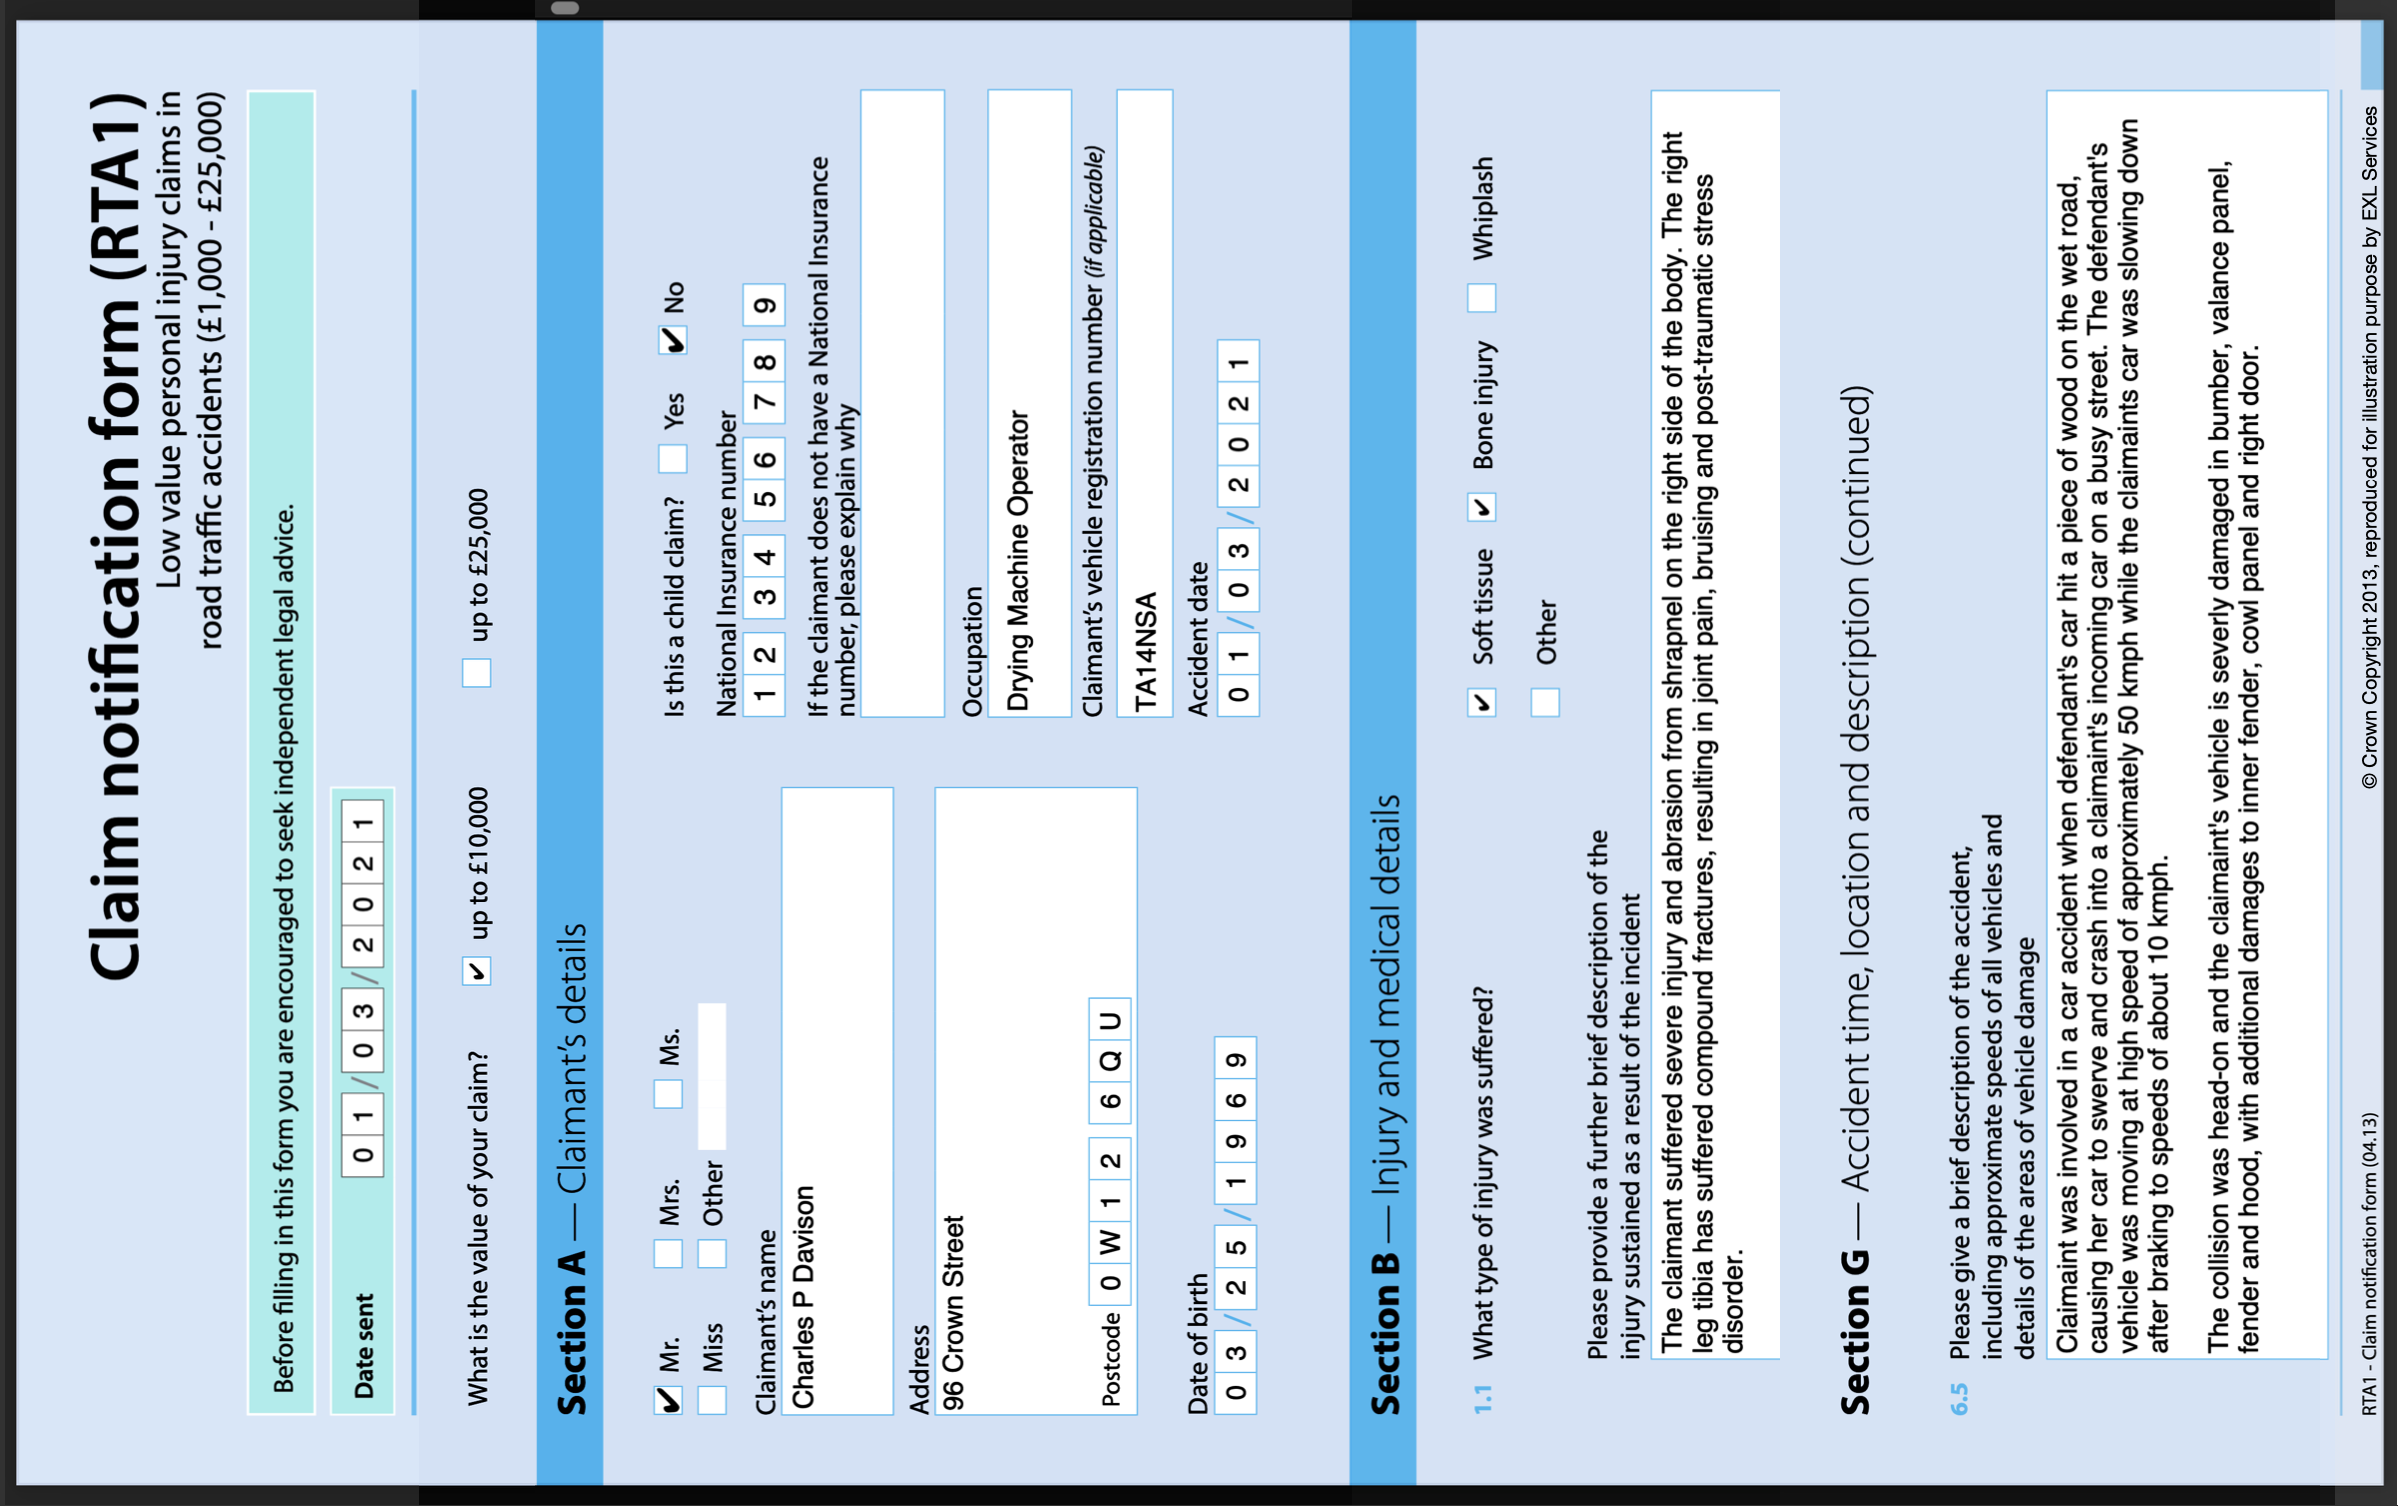 Claim notification form (RTA1)
Low value personal injury claims in
road traffic accidents (£1,000 - £25,000)
Before filling in this form you are encouraged to seek independent legal advice.
Date sent 0 1 / 0 3 / 2 0 2 1
What is the value of your claim? ✔ up to £10,000 up to £25,000
Section A — Claimant's details
✔ Mr. Mrs. Ms.
Miss Other
Claimant's name
Charles P Davison
Address
96 Crown Street
Postcode 0 W 1 2 6 Q U
Date of birth
0 3 / 2 5 / 1 9 6 9
Is this a child claim? Yes ✔ No
National Insurance number
1 2 3 4 5 6 7 8 9
If the claimant does not have a National Insurance
number, please explain why
Occupation
Drying Machine Operator
Claimant's vehicle registration number (if applicable)
TA14NSA
Accident date
0 1 / 0 3 / 2 0 2 1
Section B — Injury and medical details
1.1 What type of injury was suffered? ✔ Soft tissue ✔ Bone injury Whiplash
Other
Please provide a further brief description of the
injury sustained as a result of the incident
The claimant suffered severe injury and abrasion from shrapnel on the right side of the body. The right
leg tibia has suffered compound fractures, resulting in joint pain, bruising and post-traumatic stress
disorder.
Section G — Accident time, location and description (continued)
6.5 Please give a brief description of the accident,
including approximate speeds of all vehicles and
details of the areas of vehicle damage
Claimaint was involved in a car accident when defendant's car hit a piece of wood on the wet road,
causing her car to swerve and crash into a claimant's incoming car on a busy street. The defendant's
vehicle was moving at high speed of approximately 50 kmph while the claimants car was slowing down
after braking to speeds of about 10 kmph.
The collision was head-on and the claimant's vehicle is severly damaged in bumber, valance panel,
fender and hood, with additional damages to inner fender, cowl panel and right door.
RTA1 - Claim notification form (04.13) © Crown Copyright 2013, reproduced for illustration purpose by EXL Services